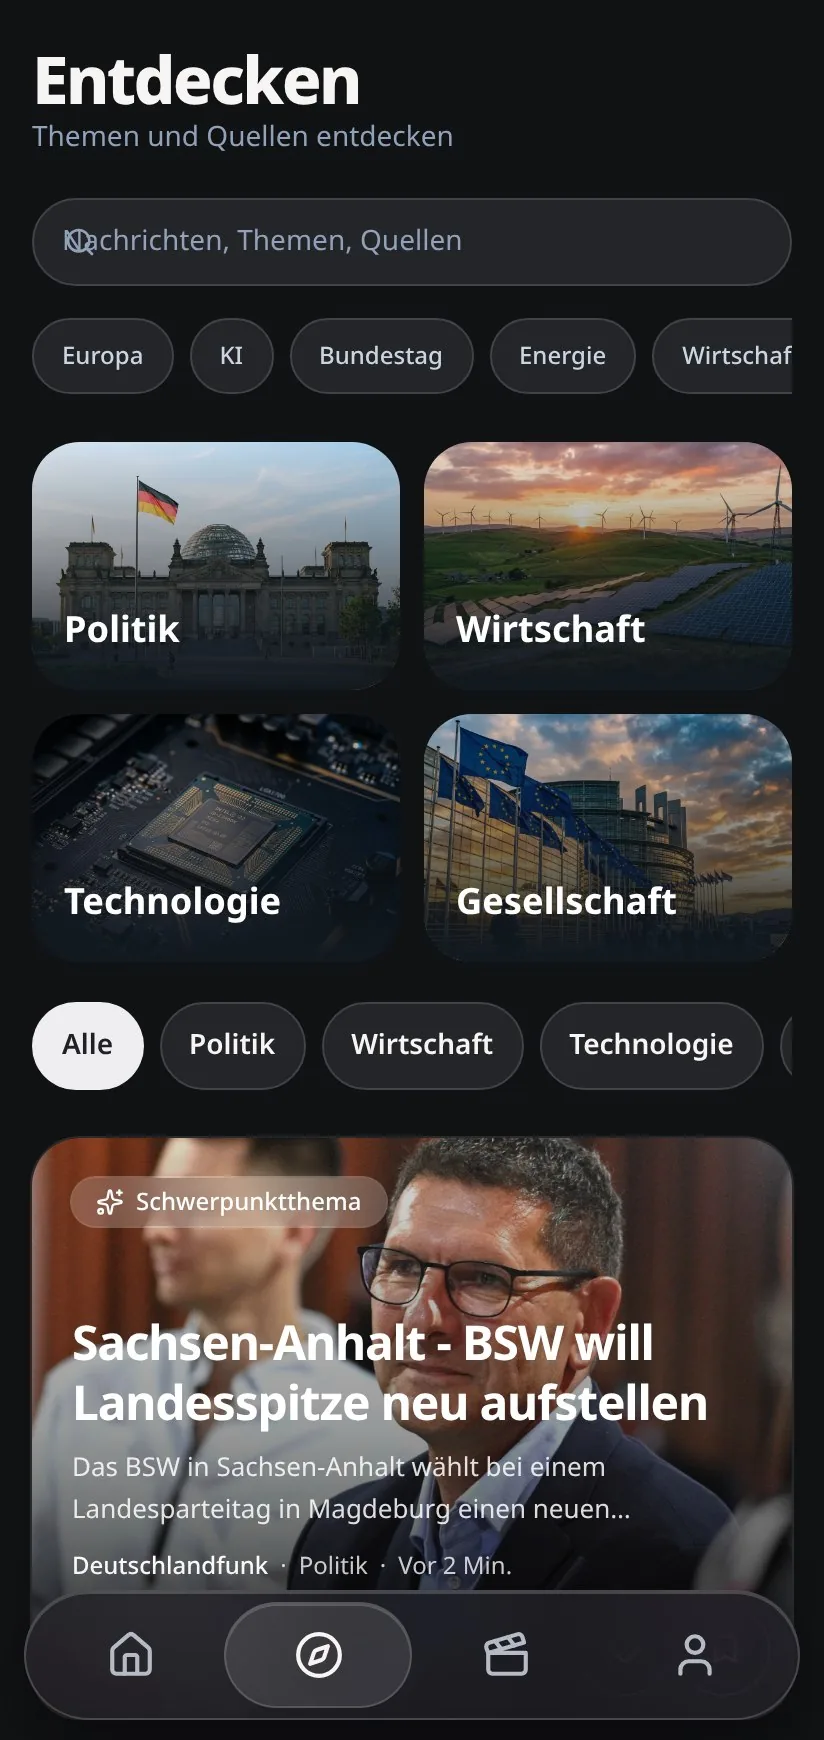 Entdecken
Themen und Quellen entdecken
Nachrichten, Themen, Quellen
Europa
KI
Bundestag
Energie
Wirtschaf
Politik
Wirtschaft
Technologie
Gesellschaft
Alle
Politik
Wirtschaft
Technologie
Schwerpunktthema
Sachsen-Anhalt - BSW will
Landesspitze neu aufstellen
Das BSW in Sachsen-Anhalt wählt bei einem
Landesparteitag in Magdeburg einen neuen...
Deutschlandfunk · Politik · Vor 2 Min.